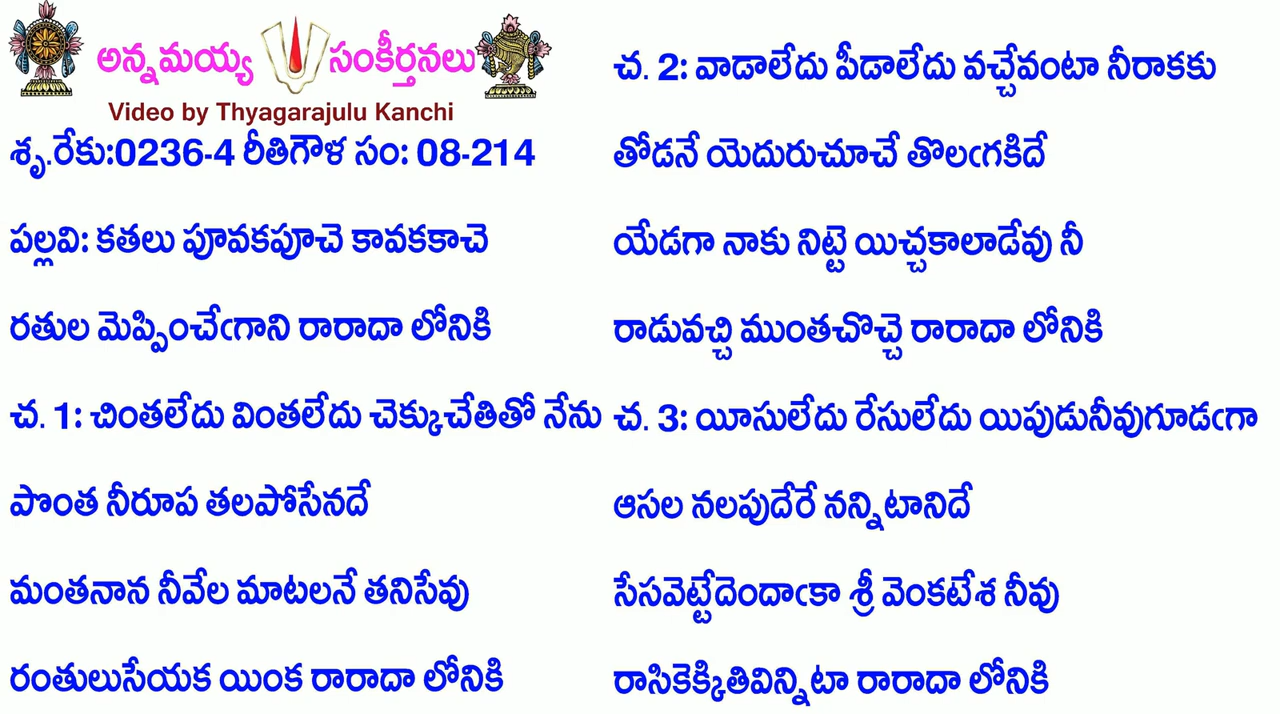 అన్నమయ్య సంకీర్తనలు
Video by Thyagarajulu Kanchi
శృ.రేకు:0236-4 రీతిగౌళ సం: 08-214
పల్లవి: కతలు పూవకపూచె కావకకాచె
రతుల మెప్పించేఁగాని రారాదా లోనికి
చ. 1: చింతలేదు వింతలేదు చెక్కుచేతితో నేను
పొంత నీరూప తలపోసేనదే
మంతనాన నీవేల మాటలనే తనిసేవు
రంతులుసేయక యింక రారాదా లోనికి
చ. 2: వాడాలేదు పీడాలేదు వచ్చేవంటా నీరాకకు
తోడనే యెదురుచూచే తొలఁగకిదే
యేడగా నాకు నిట్టె యిచ్చకాలాడేవు నీ
రాడువచ్చి ముంతచొచ్చె రారాదా లోనికి
చ. 3: యీసులేదు రేసులేదు యిపుడునీవుగూడఁగా
ఆసల నలపుదేరే నన్నిటానిదే
సేసవెట్టేదెందాఁకా శ్రీ వెంకటేశ నీవు
రాసికెక్కితివిన్నిటా రారాదా లోనికి